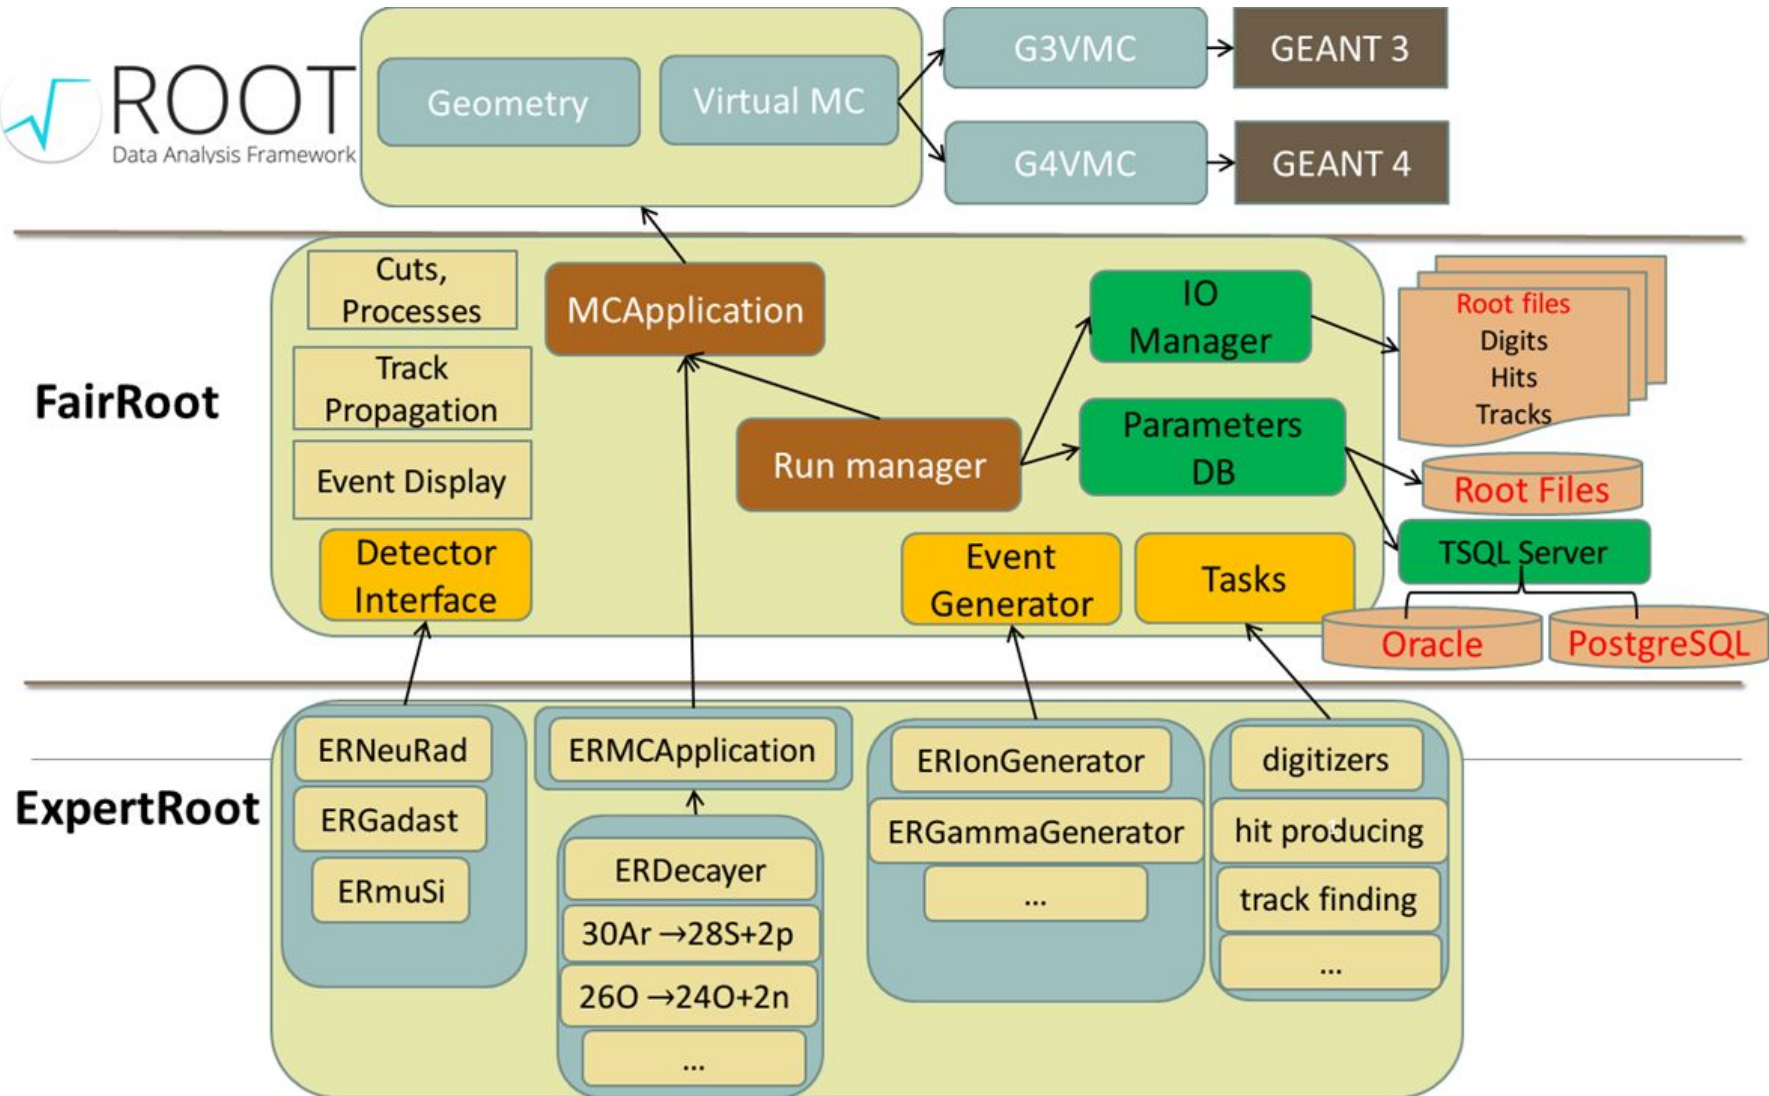 ROOT
Data Analysis Framework
Geometry
Virtual MC
G3VMC
GEANT 3
G4VMC
GEANT 4
FairRoot
Cuts,
Processes
Track
Propagation
Event Display
Detector
Interface
MCApplication
Run manager
IO
Manager
Parameters
DB
Event
Generator
Tasks
Root files
Digits
Hits
Tracks
Root Files
TSQL Server
Oracle
PostgreSQL
ExpertRoot
ERNeuRad
ERGadast
ERmuSi
ERMCApplication
ERDecayer
30Ar →28S+2p
26O →24O+2n
...
ERIonGenerator
ERGammaGenerator
...
digitizers
hit producing
track finding
...